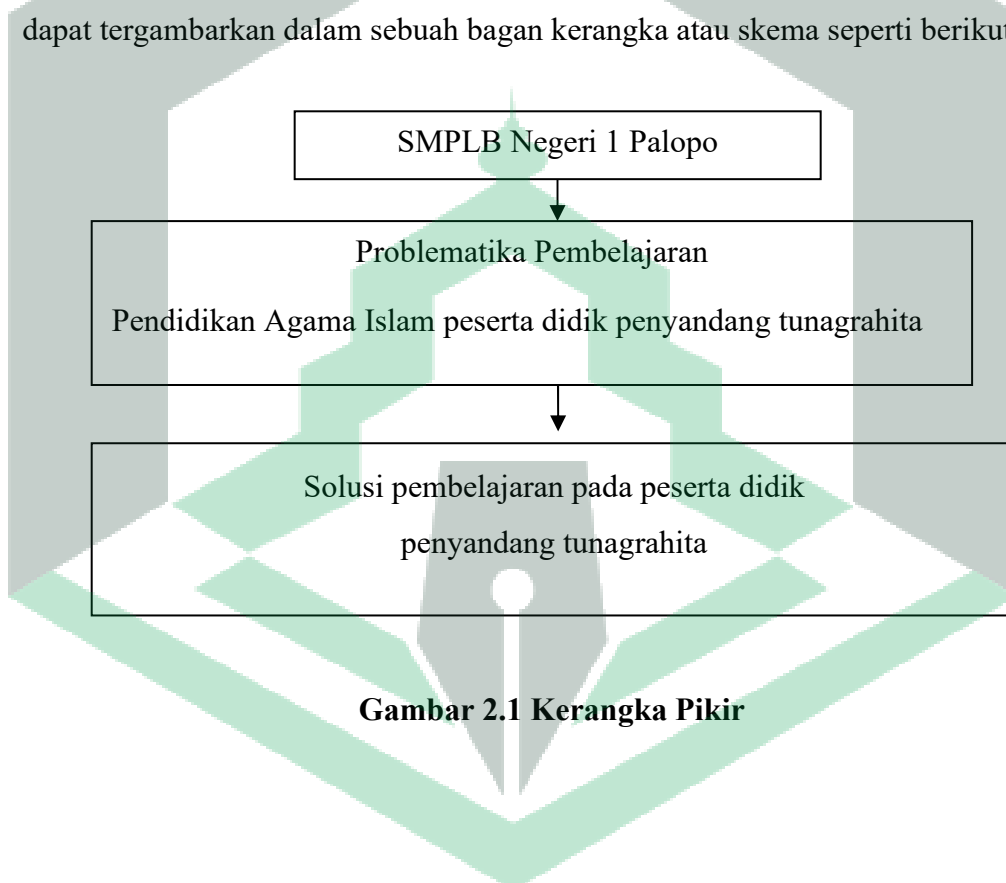 dapat tergambarkan dalam sebuah bagan kerangka atau skema seperti berikut
SMPLB Negeri 1 Palopo
Problematika Pembelajaran
Pendidikan Agama Islam peserta didik penyandang tunagrahita
Solusi pembelajaran pada peserta didik
penyandang tunagrahita
Gambar 2.1 Kerangka Pikir